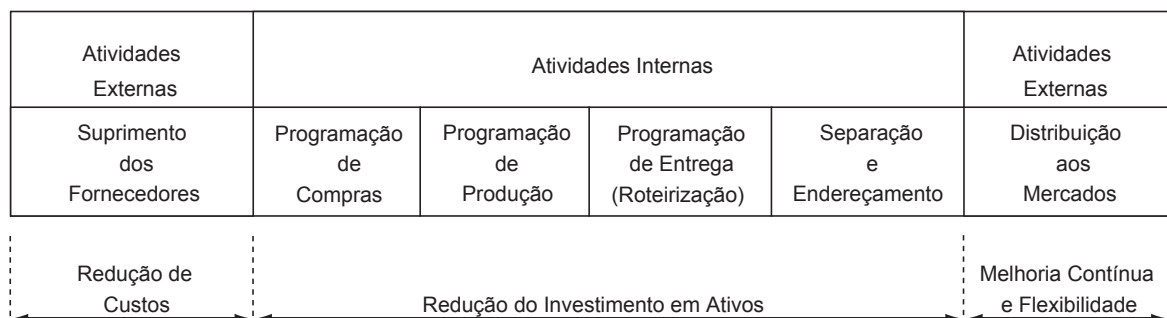 Atividades
Externas
Atividades Internas
Atividades
Externas
Suprimento
dos
Fornecedores
Programação
de
Compras
Programação
de
Produção
Programação
de Entrega
(Roteirização)
Separação
e
Endereçamento
Distribuição
aos
Mercados
Redução de
Custos
Redução do Investimento em Ativos
Melhoria Contínua
e Flexibilidade